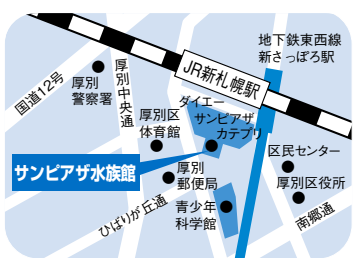 地下鉄東西線
新さっぽろ駅
JR新札幌駅
国道12号
厚別
警察署
厚別中央通
ダイエー
サンピアザ
カテプリ
厚別区
体育館
区民センター
サンピアザ水族館
厚別
郵便局
厚別区役所
ひばりが丘通
青少年
科学館
南郷通